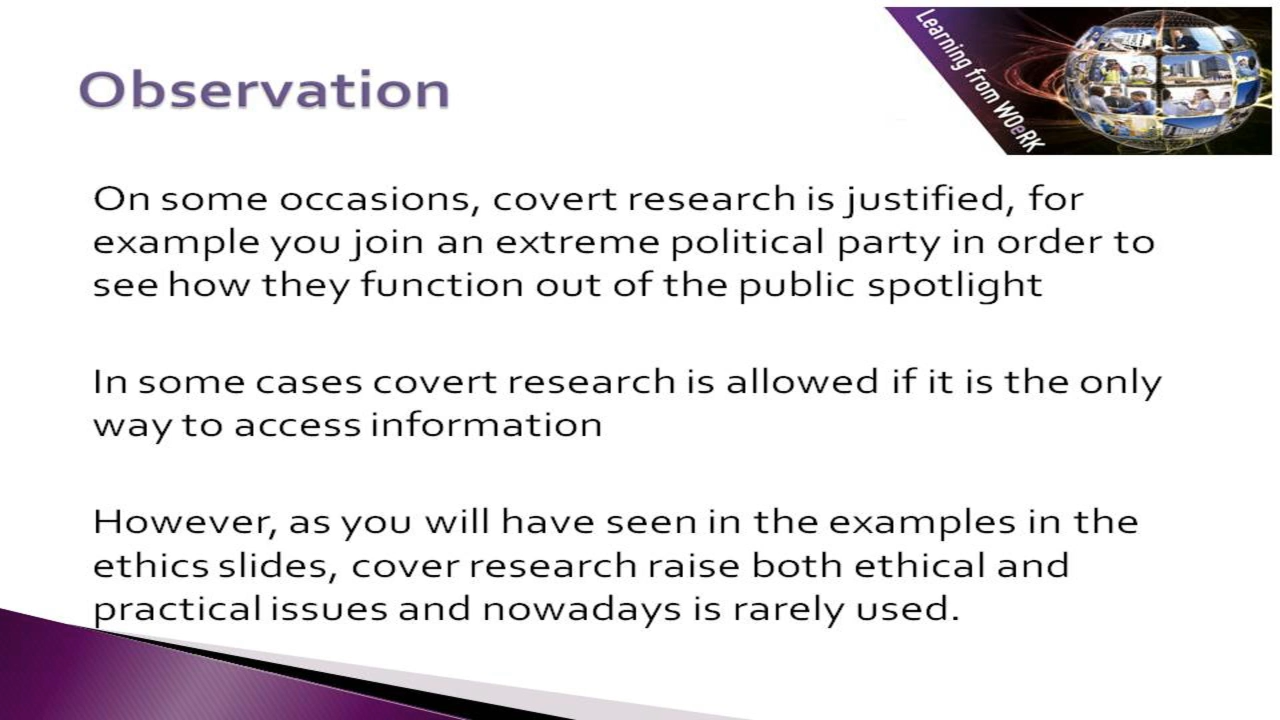 Learning from WOeRK
Observation
On some occasions, covert research is justified, for
example you join an extreme political party in order to
see how they function out of the public spotlight
In some cases covert research is allowed if it is the only
way to access information
However, as you will have seen in the examples in the
ethics slides, cover research raise both ethical and
practical issues and nowadays is rarely used.